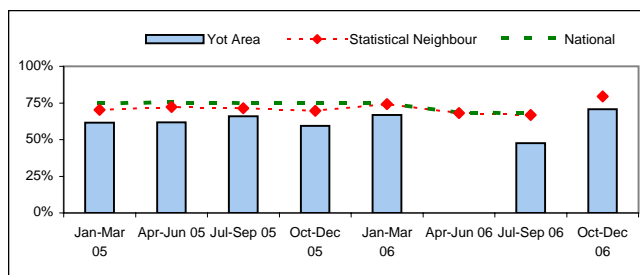 Yot Area Statistical Neighbour National
100%
75%
50%
25%
0%
Jan-Mar 05 Apr-Jun 05 Jul-Sep 05 Oct-Dec 05 Jan-Mar 06 Apr-Jun 06 Jul-Sep 06 Oct-Dec 06